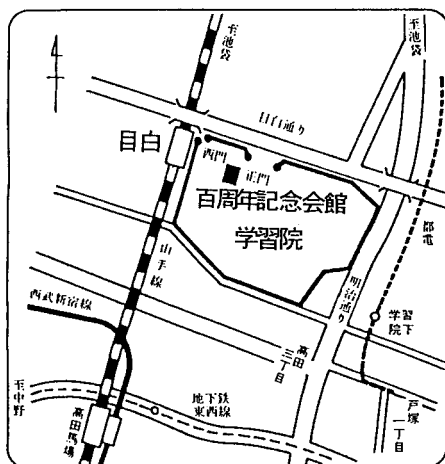 至池袋
至池袋
目白通り
目白
西門
正門
百周年記念会館
学習院
都電
山手線
明治通り
西武新宿線
学習
院下
高田
三丁目
戸塚
一丁目
至中野
地下鉄
東西線
高田馬場